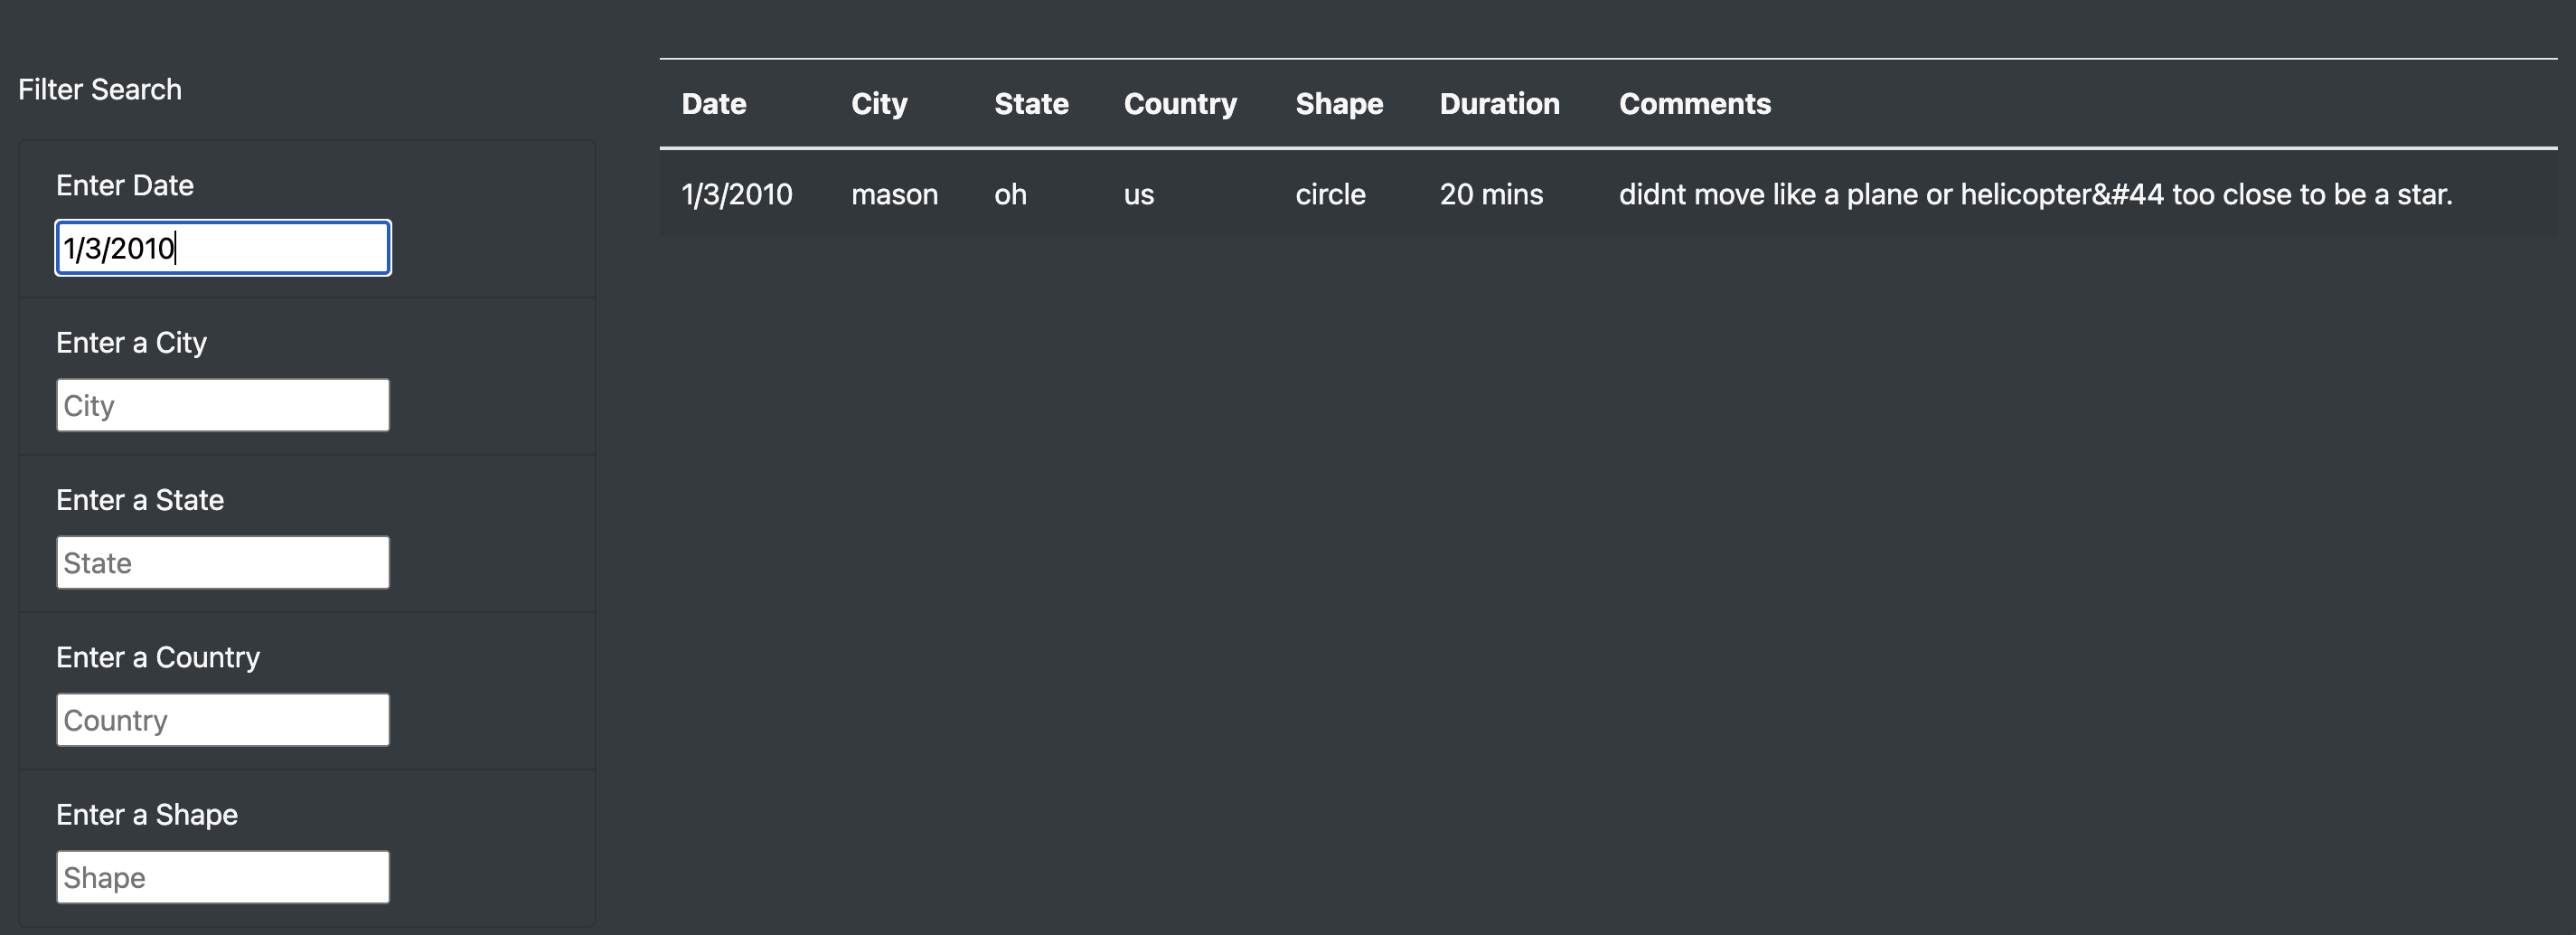 Filter Search
Enter Date
1/3/2010
Enter a City
City
Enter a State
State
Enter a Country
Country
Enter a Shape
Shape
Date City State Country Shape Duration Comments
1/3/2010 mason oh us circle 20 mins didnt move like a plane or helicopter&#44 too close to be a star.